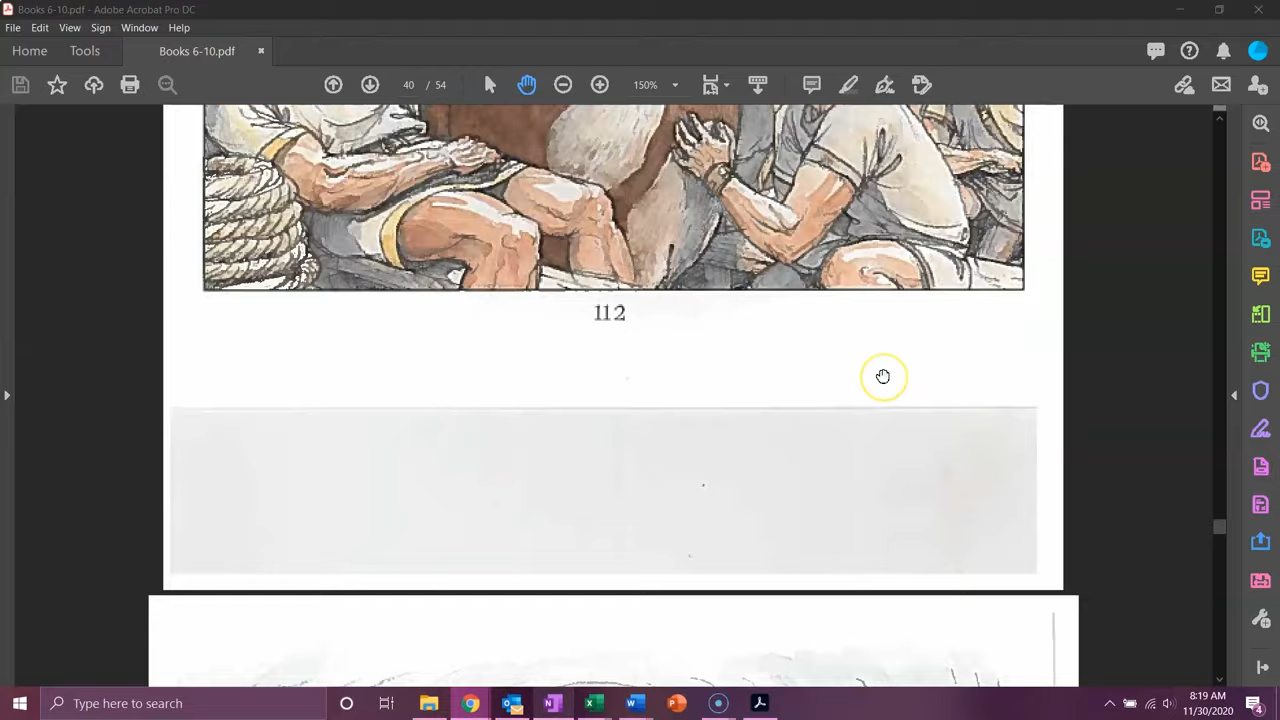 Books 6-10.pdf - Adobe Acrobat Pro DC
File Edit View Sign Window Help
Home Tools Books 6-10.pdf
40 / 54 150%
112
Type here to search
8:19 AM
11/30/2020
4